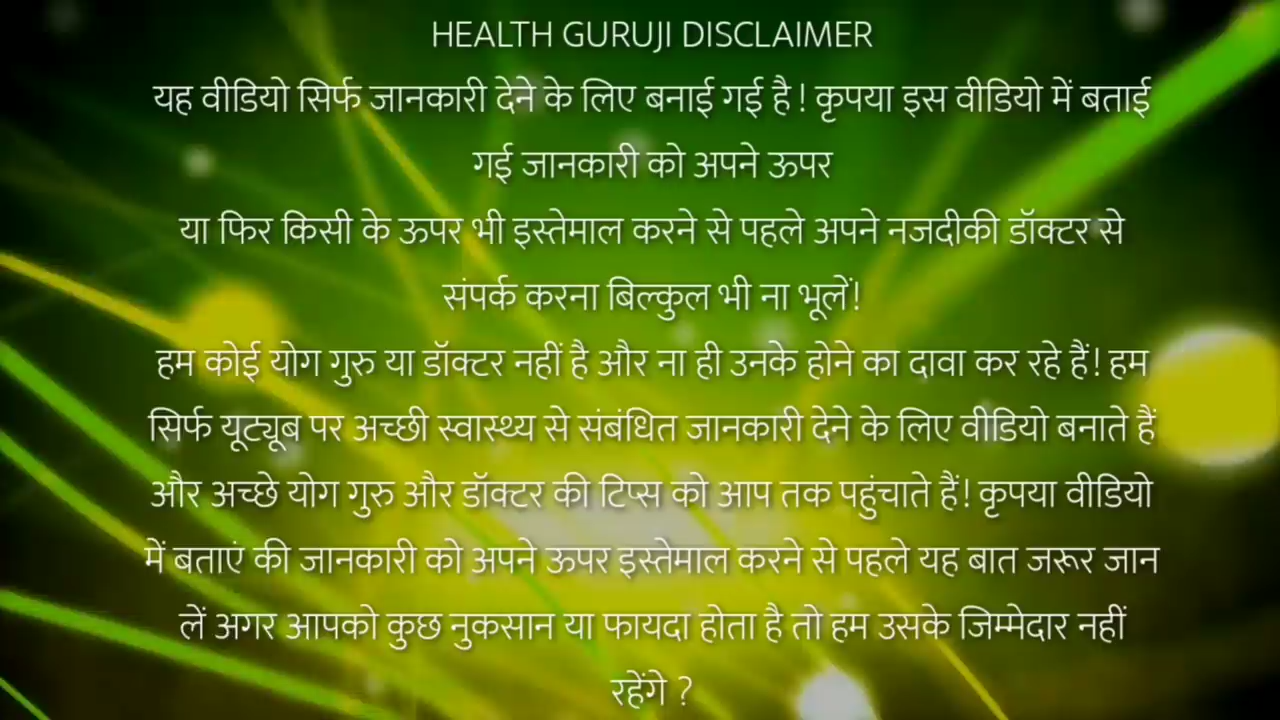 HEALTH GURUJI DISCLAIMER
यह वीडियो सिर्फ जानकारी देने के लिए बनाई गई है ! कृपया इस वीडियो में बताई
गई जानकारी को अपने ऊपर
या फिर किसी के ऊपर भी इस्तेमाल करने से पहले अपने नजदीकी डॉक्टर से
संपर्क करना बिल्कुल भी ना भूलें!
हम कोई योग गुरु या डॉक्टर नहीं है और ना ही उनके होने का दावा कर रहे हैं! हम
सिर्फ यूट्यूब पर अच्छी स्वास्थ्य से संबंधित जानकारी देने के लिए वीडियो बनाते हैं
और अच्छे योग गुरु और डॉक्टर की टिप्स को आप तक पहुंचाते हैं! कृपया वीडियो
में बताएं की जानकारी को अपने ऊपर इस्तेमाल करने से पहले यह बात जरूर जान
लें अगर आपको कुछ नुकसान या फायदा होता है तो हम उसके जिम्मेदार नहीं
रहेंगे ?